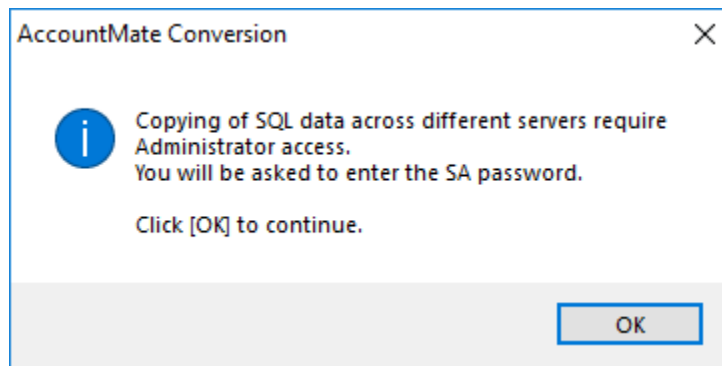 AccountMate Conversion
Copying of SQL data across different servers require
Administrator access.
You will be asked to enter the SA password.
Click [OK] to continue.
OK